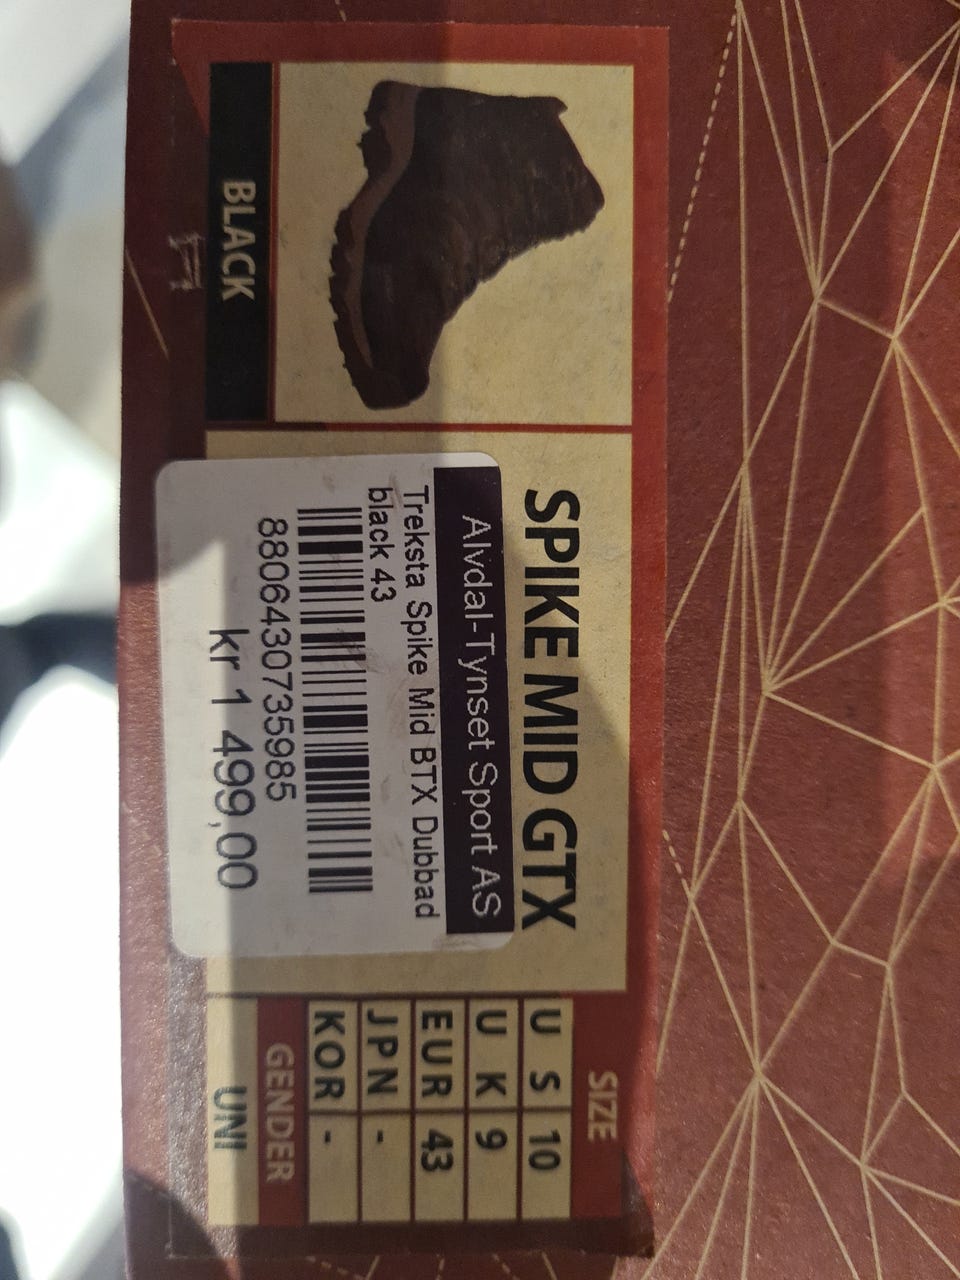 BLACK
SPIKE MID GTX
Alvdal-Tynset Sport AS
Treksta Spike Mid BTX Dubbad
black 43
8806430735985
kr 1 499,00
SIZE
U S 10
U K 9
EUR 43
JPN -
KOR -
GENDER
UNI